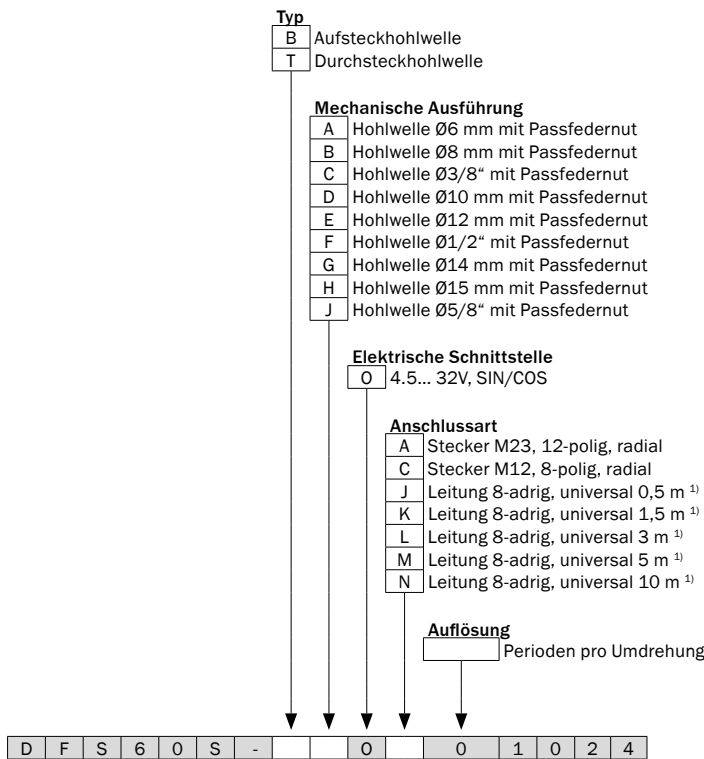 Typ
B Aufsteckhohlwelle
T Durchsteckhohlwelle
Mechanische Ausführung
A Hohlwelle Ø6 mm mit Passfedernut
B Hohlwelle Ø8 mm mit Passfedernut
C Hohlwelle Ø3/8“ mit Passfedernut
D Hohlwelle Ø10 mm mit Passfedernut
E Hohlwelle Ø12 mm mit Passfedernut
F Hohlwelle Ø1/2“ mit Passfedernut
G Hohlwelle Ø14 mm mit Passfedernut
H Hohlwelle Ø15 mm mit Passfedernut
J Hohlwelle Ø5/8“ mit Passfedernut
Elektrische Schnittstelle
0 4.5... 32V, SIN/COS
Anschlussart
A Stecker M23, 12-polig, radial
C Stecker M12, 8-polig, radial
J Leitung 8-adrig, universal 0,5 m ¹⁾
K Leitung 8-adrig, universal 1,5 m ¹⁾
L Leitung 8-adrig, universal 3 m ¹⁾
M Leitung 8-adrig, universal 5 m ¹⁾
N Leitung 8-adrig, universal 10 m ¹⁾
Auflösung
Perioden pro Umdrehung
D F S 6 0 S - 0 0 1 0 2 4